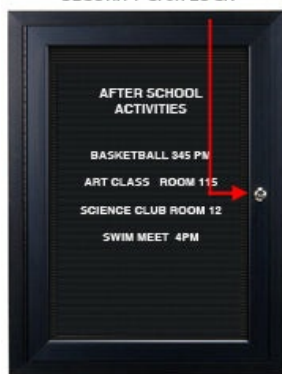 AFTER SCHOOL
ACTIVITIES
BASKETBALL 345 PM
ART CLASS ROOM 115
SCIENCE CLUB ROOM 12
SWIM MEET 4PM